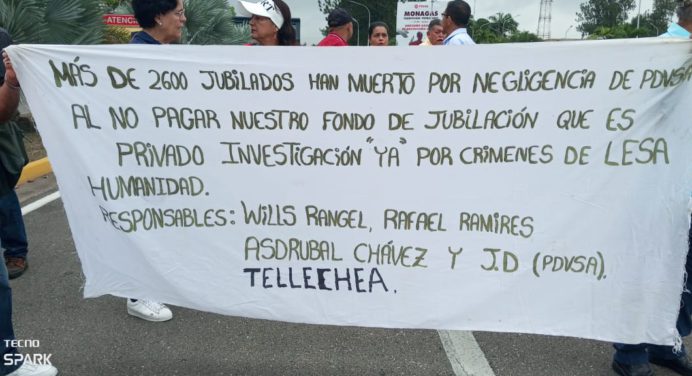 ATENCIÓN
MONAGAS
MÁS DE 2600 JUBILADOS HAN MUERTO POR NEGLIGENCIA DE PDVSA
AL NO PAGAR NUESTRO FONDO DE JUBILACIÓN QUE ES
PRIVADO INVESTIGACIÓN "YA" POR CRIMENES DE LESA
HUMANIDAD.
RESPONSABLES: WILLS RANGEL, RAFAEL RAMIRES
ASDRUBAL CHÁVEZ Y J.D (PDVSA).
TELLECHEA.
TECNO
SPARK